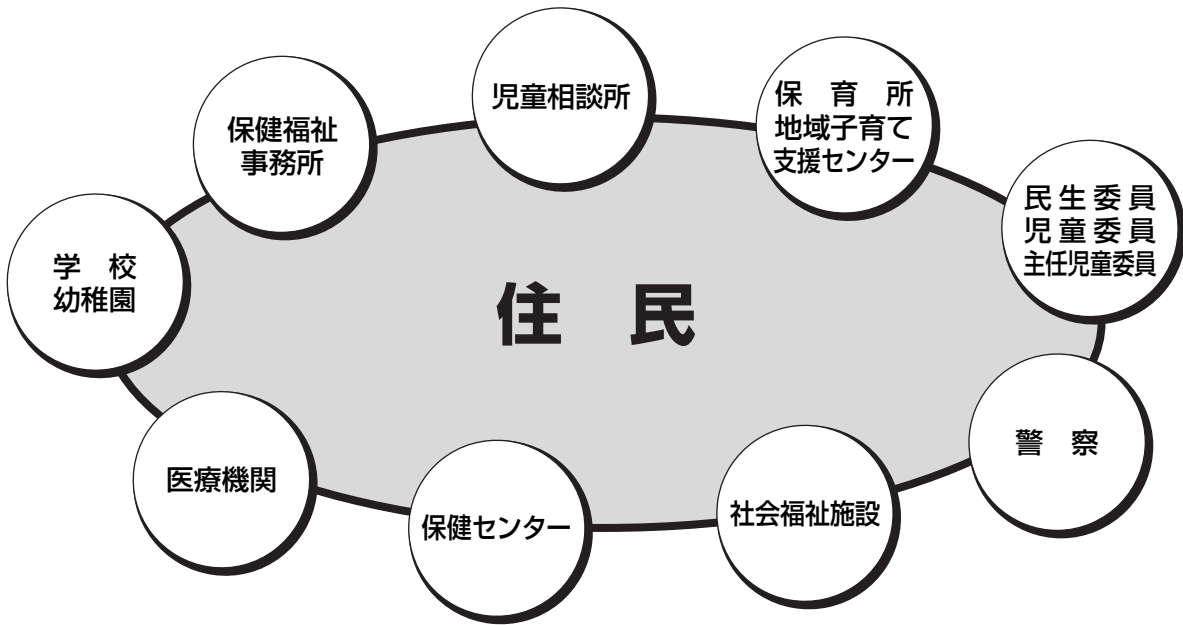 児童相談所
保育所
地域子育て
支援センター
保健福祉
事務所
民生委員
児童委員
主任児童委員
学校
幼稚園
住民
警察
医療機関
保健センター
社会福祉施設